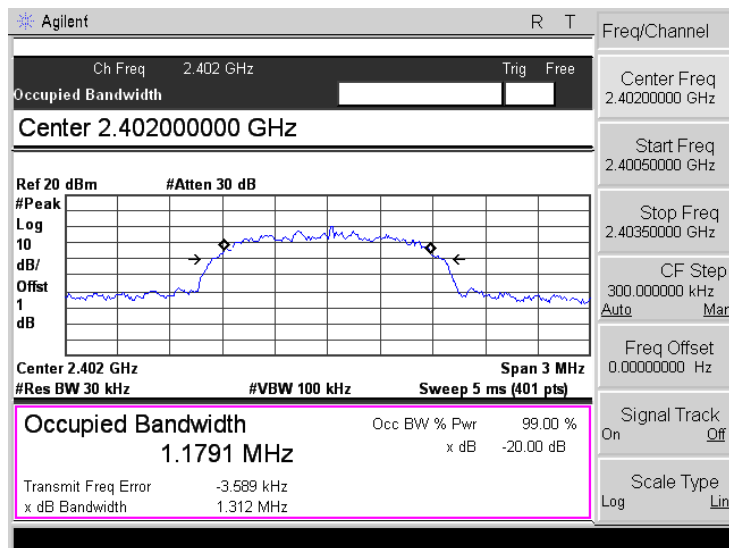 Agilent
R T
Ch Freq 2.402 GHz
Trig Free
Occupied Bandwidth
Center 2.402000000 GHz
Ref 20 dBm
#Atten 30 dB
#Peak
Log
10
dB/
Offst
1
dB
Center 2.402 GHz
Span 3 MHz
#Res BW 30 kHz
#VBW 100 kHz
Sweep 5 ms (401 pts)
Occupied Bandwidth
1.1791 MHz
Occ BW % Pwr 99.00 %
x dB -20.00 dB
Transmit Freq Error -3.589 kHz
x dB Bandwidth 1.312 MHz
Freq/Channel
Center Freq
2.40200000 GHz
Start Freq
2.40050000 GHz
Stop Freq
2.40350000 GHz
CF Step
300.000000 kHz
Auto Man
Freq Offset
0.00000000 Hz
Signal Track
On Off
Scale Type
Log Lin